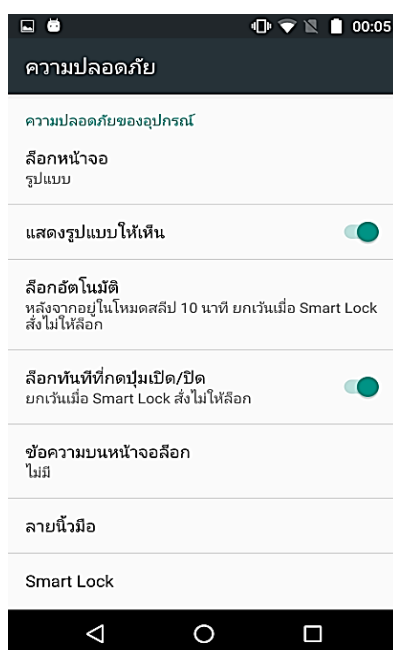 00:05
ความปลอดภัย
ความปลอดภัยของอุปกรณ์
ล็อกหน้าจอ
รูปแบบ
แสดงรูปแบบให้เห็น
ล็อกอัตโนมัติ
หลังจากอยู่ในโหมดสลีป 10 นาที ยกเว้นเมื่อ Smart Lock
สั่งไม่ให้ล็อก
ล็อกทันทีที่กดปุ่มเปิด/ปิด
ยกเว้นเมื่อ Smart Lock สั่งไม่ให้ล็อก
ข้อความบนหน้าจอล็อก
ไม่มี
ลายนิ้วมือ
Smart Lock